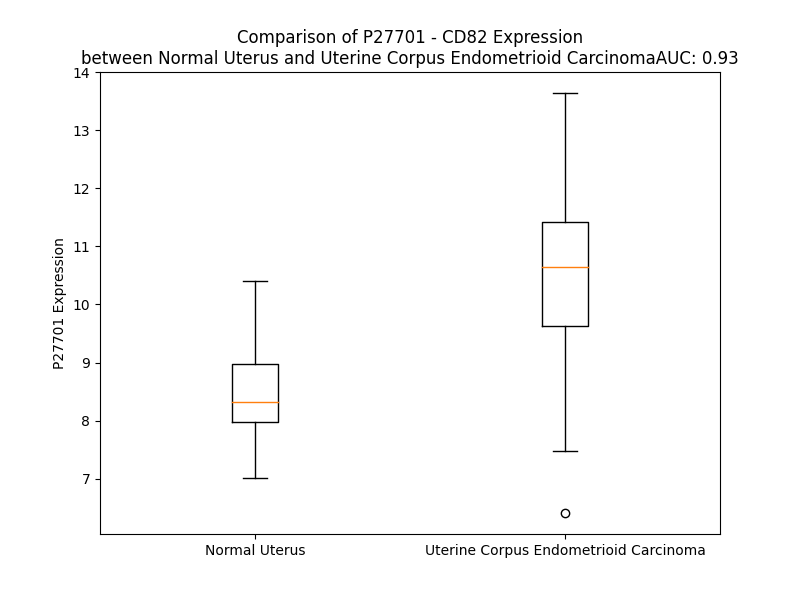 Comparison of P27701 - CD82 Expression
between Normal Uterus and Uterine Corpus Endometrioid CarcinomaAUC: 0.93
14
13
12
11
10
9
8
7
P27701 Expression
Normal Uterus
Uterine Corpus Endometrioid Carcinoma